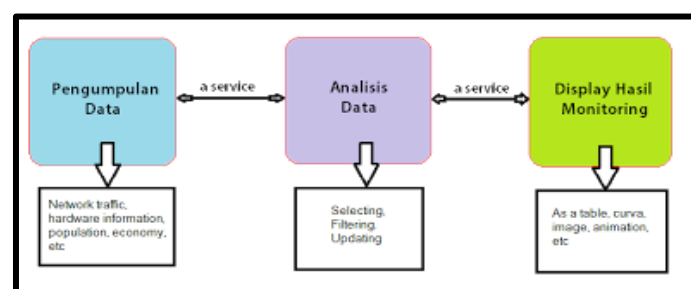 Pengumpulan
Data
a service
Analisis
Data
a service
Display Hasil
Monitoring
Network traffic,
hardware information,
population, economy,
etc
Selecting,
Filtering,
Updating
As a table, curva,
image, animation,
etc